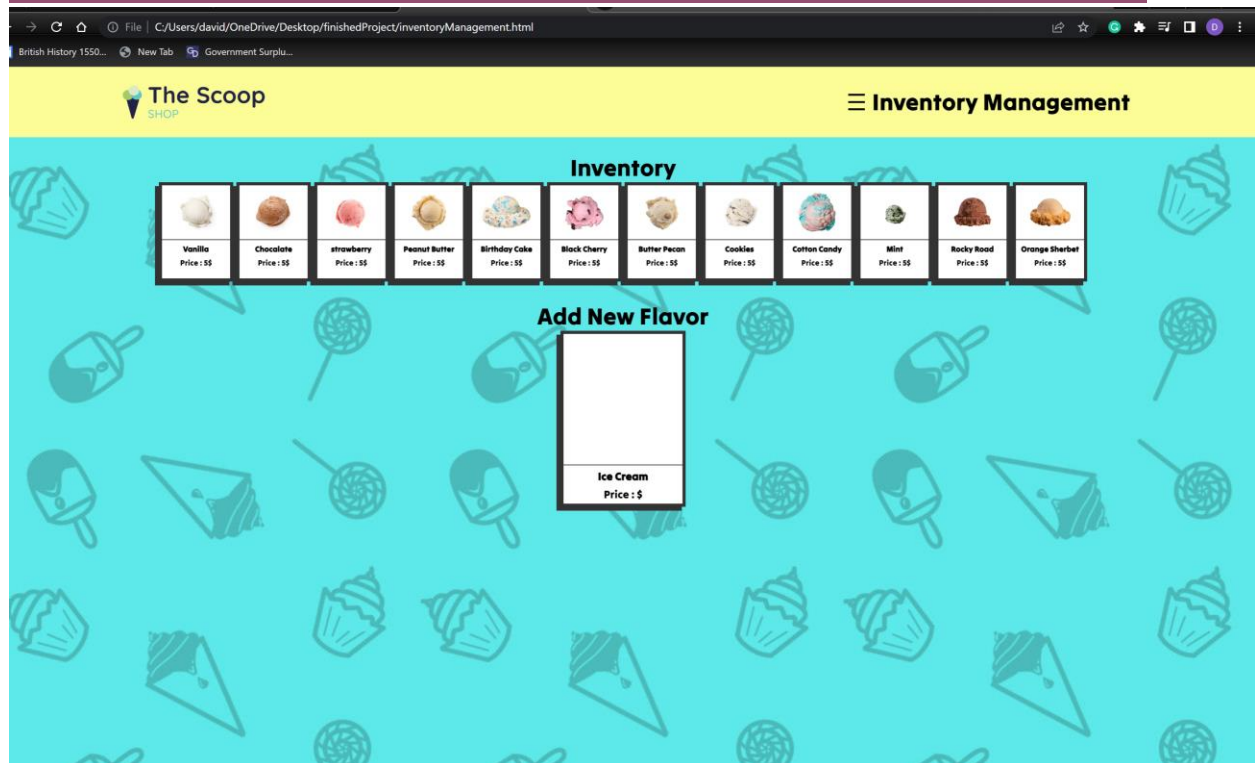 File C:/Users/david/OneDrive/Desktop/finishedProject/inventoryManagement.html
British History 1550... New Tab Government Surplu...
The Scoop
SHOP
☰ Inventory Management
Inventory
Vanilla Chocalate strawberry Peanut Butter Birthday Cake Black Cherry Butter Pecan Cookies Cotton Candy Mint Rocky Road Orange Sherbet
Price : 5$ Price : 5$ Price : 5$ Price : 5$ Price : 5$ Price : 5$ Price : 5$ Price : 5$ Price : 5$ Price : 5$ Price : 5$ Price : 5$
Add New Flavor
Ice Cream
Price : $